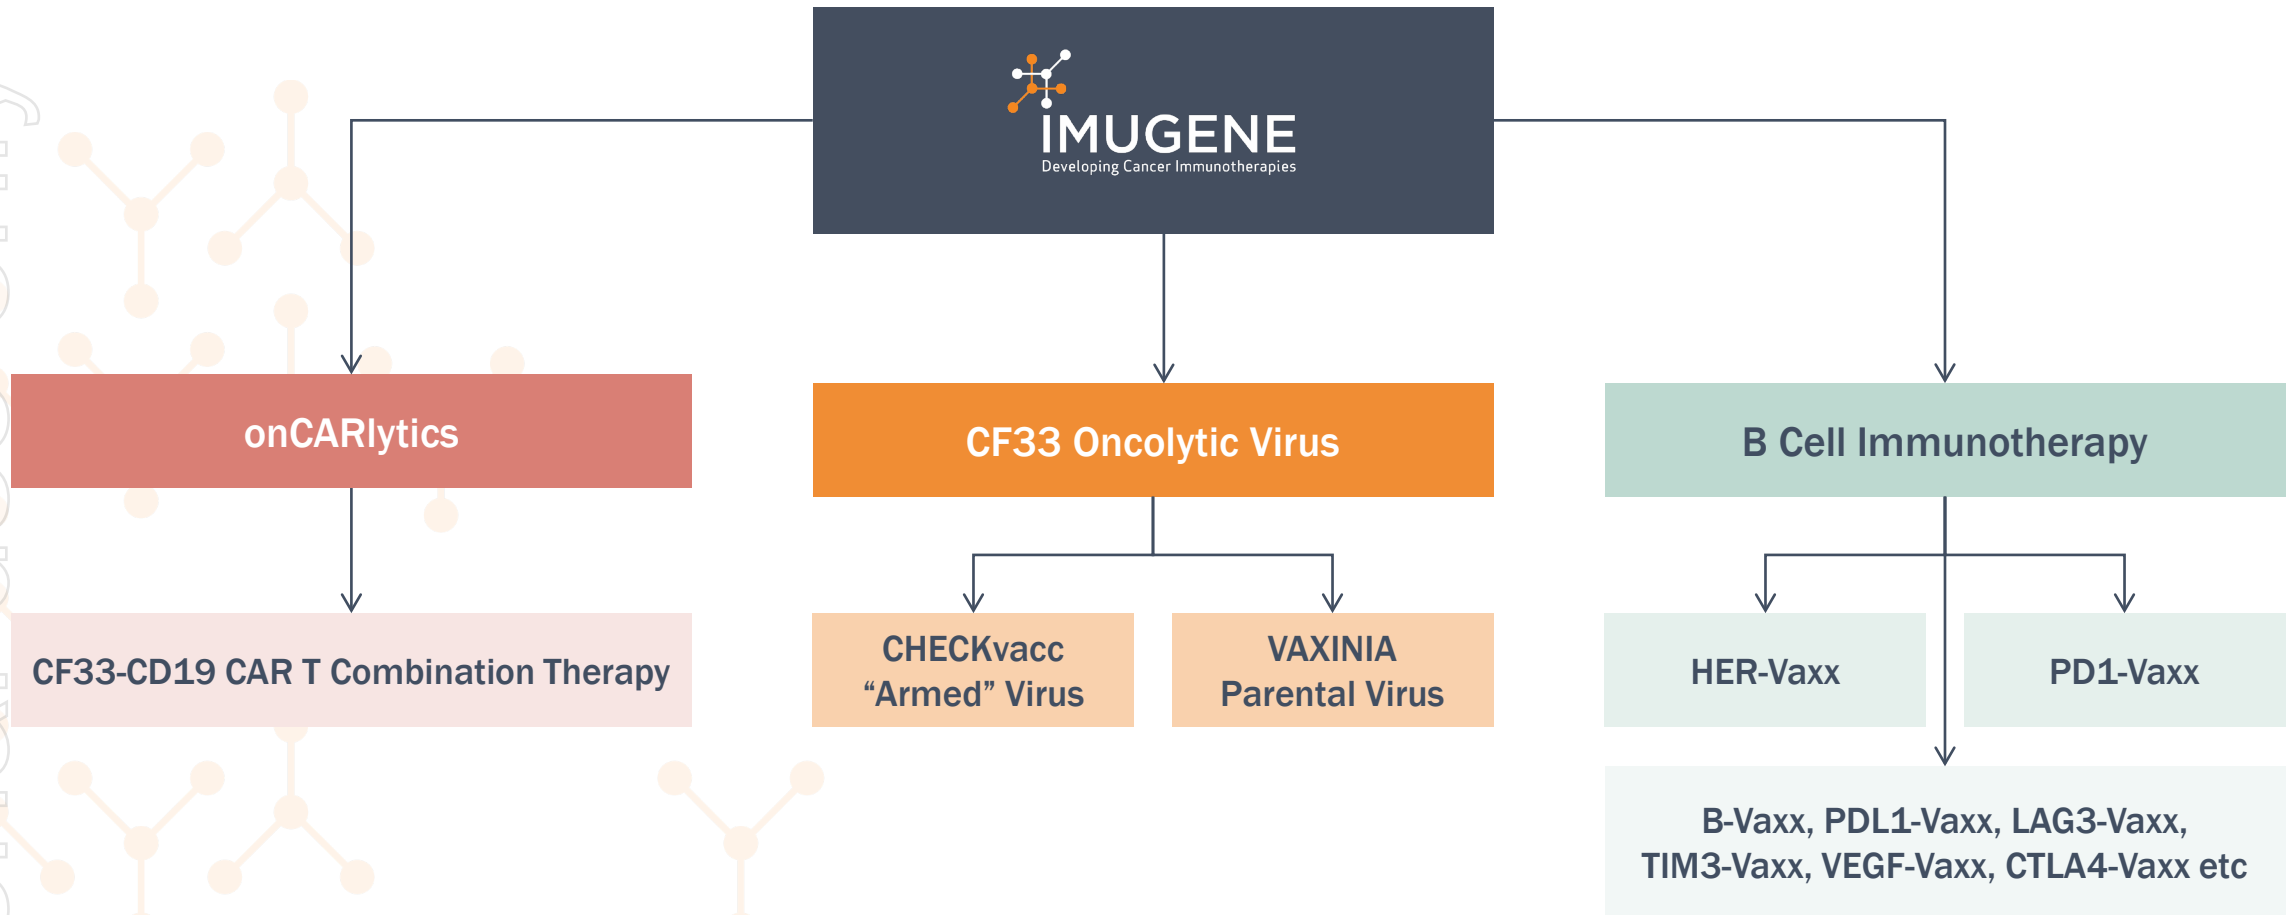 IMUGENE
Developing Cancer Immunotherapies
onCARlytics
CF33 Oncolytic Virus
B Cell Immunotherapy
CF33-CD19 CAR T Combination Therapy
CHECKvacc
“Armed” Virus
VAXINIA
Parental Virus
HER-Vaxx
PD1-Vaxx
B-Vaxx, PDL1-Vaxx, LAG3-Vaxx,
TIM3-Vaxx, VEGF-Vaxx, CTLA4-Vaxx etc